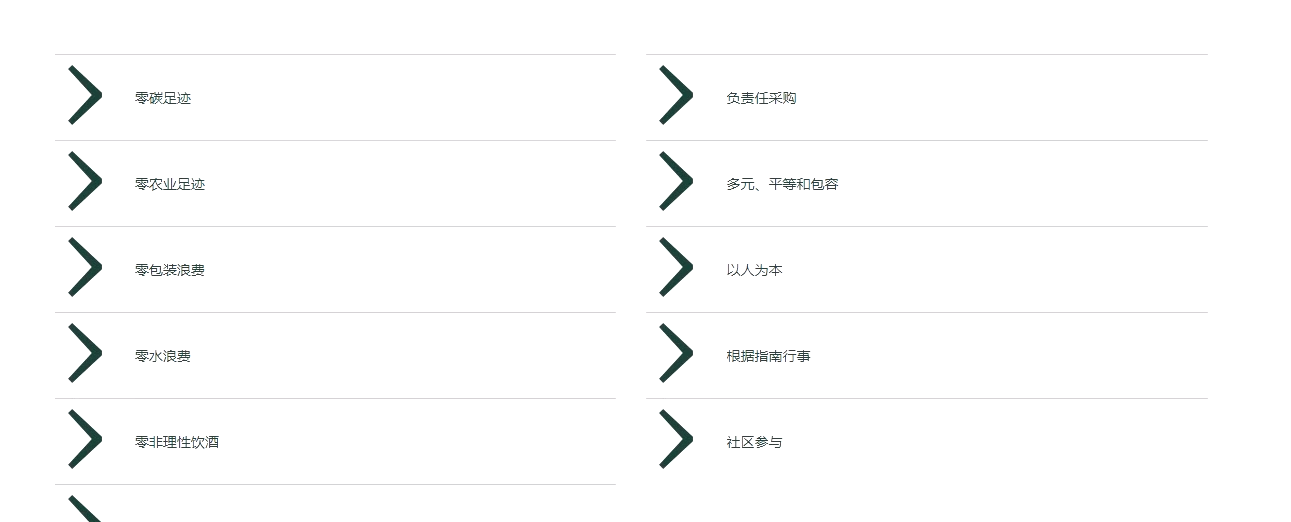 零碳足迹
零农业足迹
零包装浪费
零水浪费
零非理性饮酒
负责任采购
多元、平等和包容
以人为本
根据指南行事
社区参与